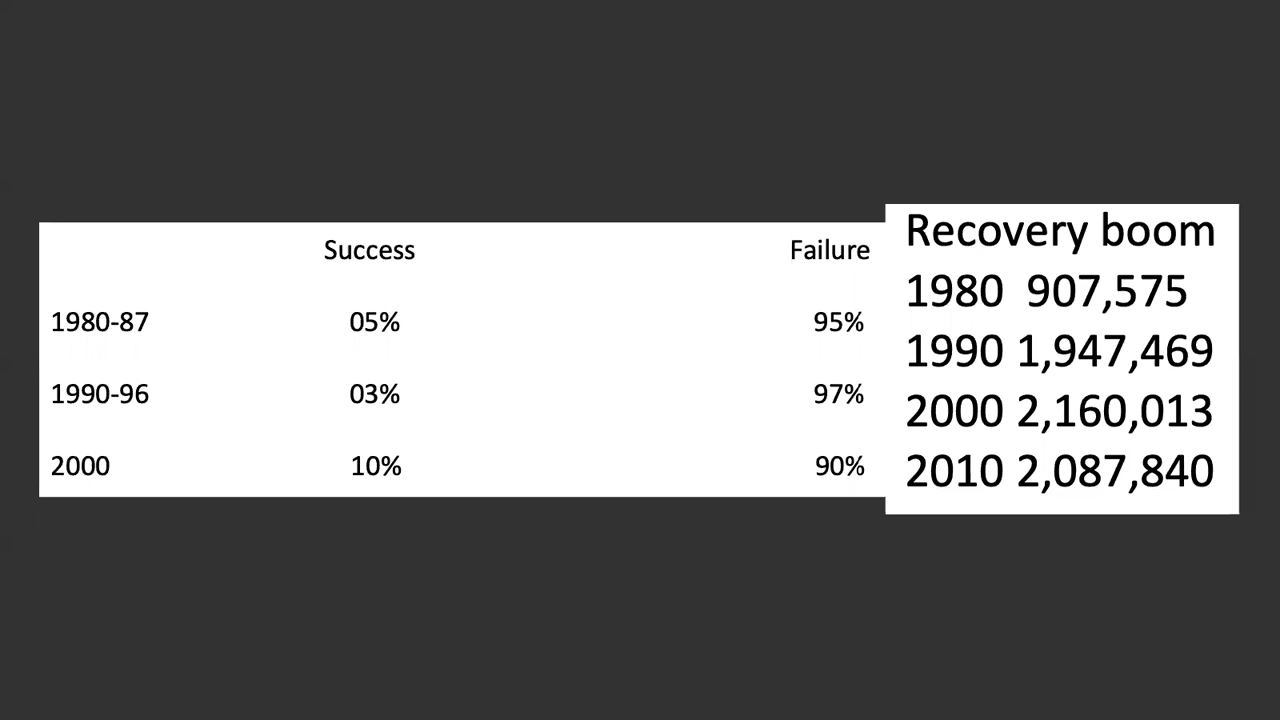 Success Failure
1980-87 05% 95%
1990-96 03% 97%
2000 10% 90%
Recovery boom
1980 907,575
1990 1,947,469
2000 2,160,013
2010 2,087,840